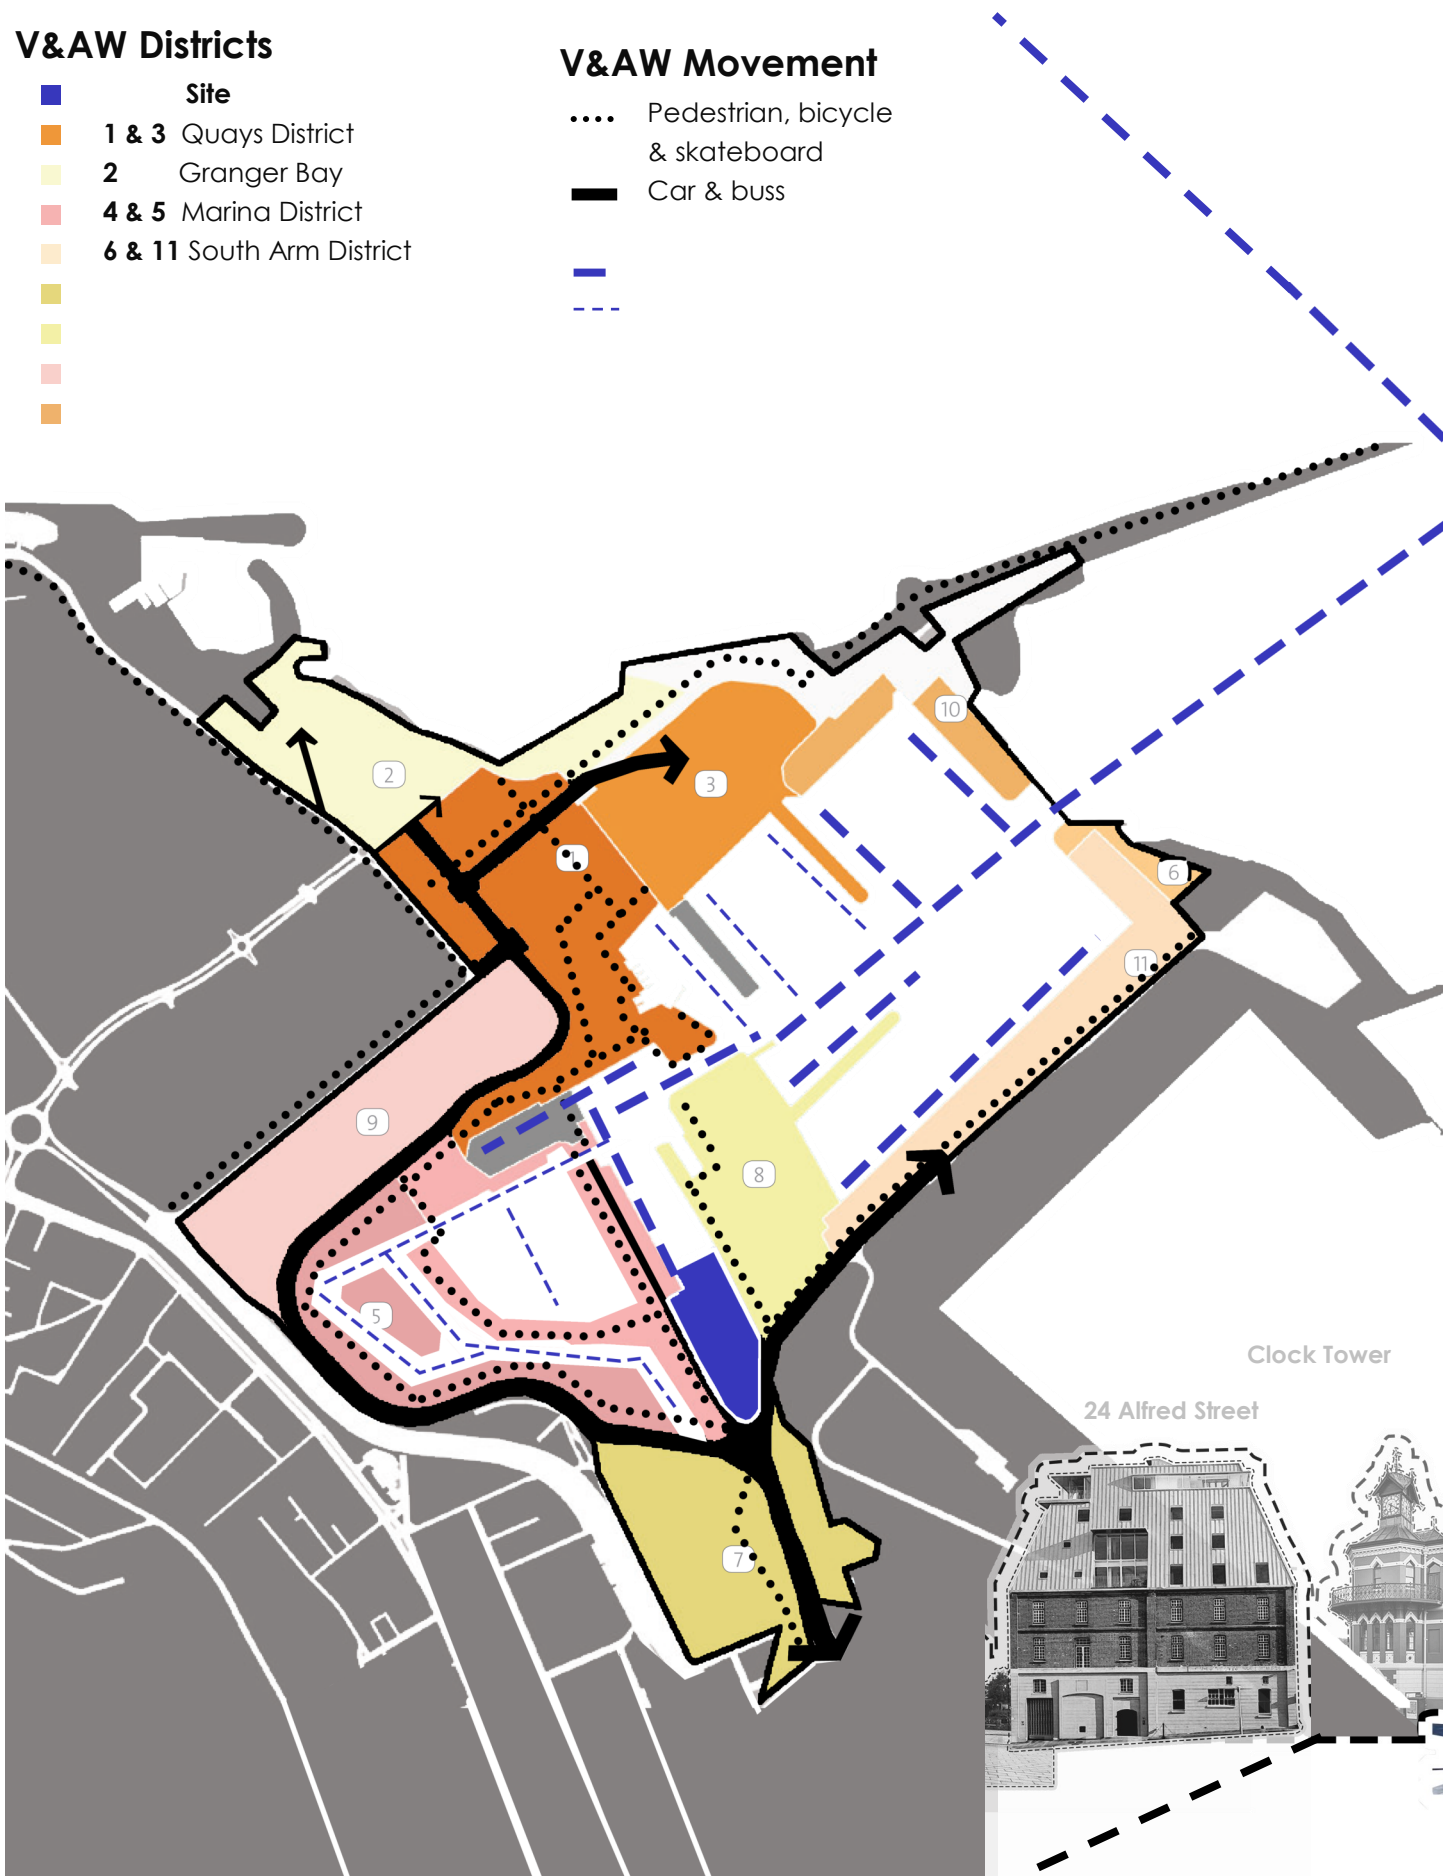 V&AW Districts
Site
1 & 3 Quays District
2 Granger Bay
4 & 5 Marina District
6 & 11 South Arm District
V&AW Movement
Pedestrian, bicycle
& skateboard
Car & buss
10
2
3
1
6
11
9
8
5
7
Clock Tower
24 Alfred Street